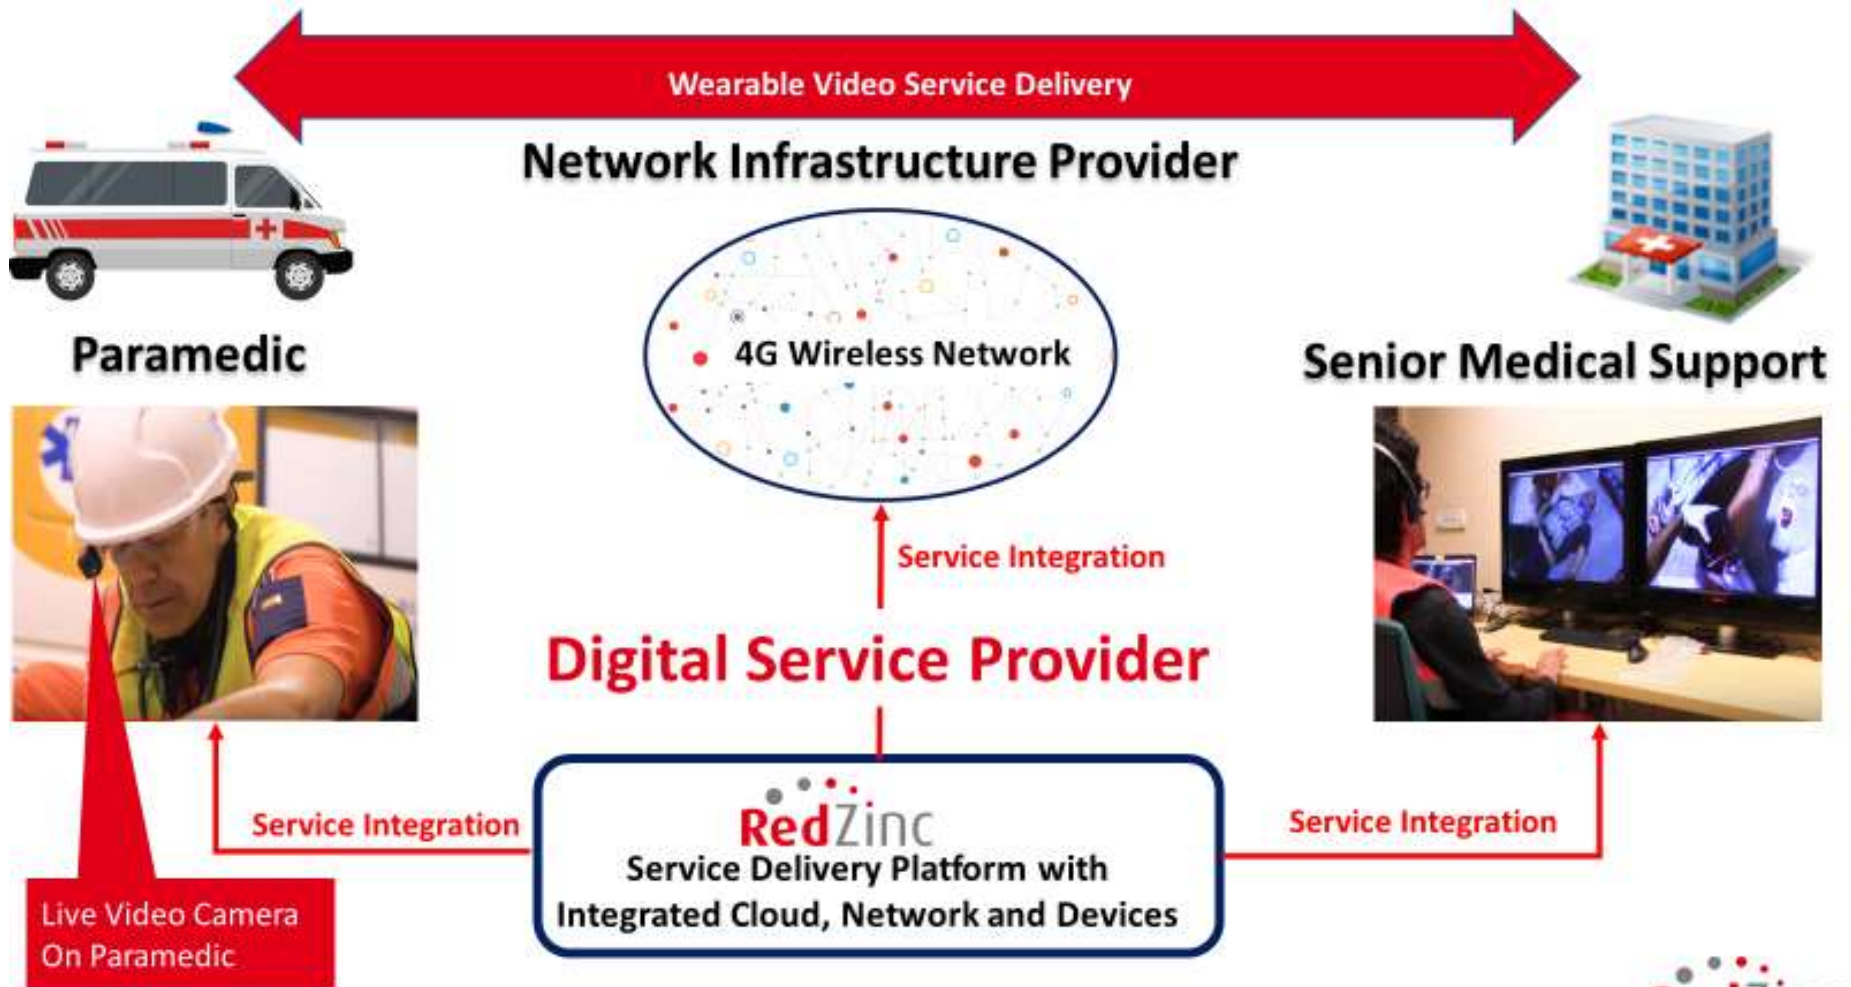 Wearable Video Service Delivery
Network Infrastructure Provider
4G Wireless Network
Paramedic
Senior Medical Support
Service Integration
Digital Service Provider
Service Integration
Service Integration
RedZinc
Service Delivery Platform with
Integrated Cloud, Network and Devices
Live Video Camera
On Paramedic